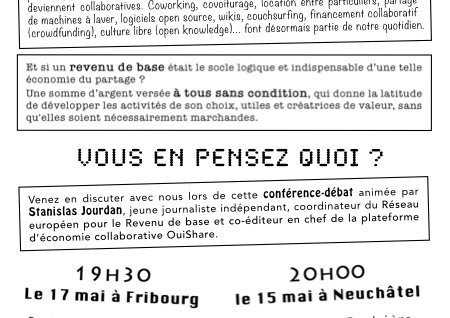 deviennent collaboratives. Coworking, covoiturage, location entre particuliers, partage
de machines à laver, logiciels open source, wikis, couchsurfing, financement collaboratif
(crowdfunding), culture libre (open knowledge)... font désormais partie de notre quotidien.
Et si un revenu de base était le socle logique et indispensable d'une telle
économie du partage ?
Une somme d'argent versée à tous sans condition, qui donne la latitude
de développer les activités de son choix, utiles et créatrices de valeur, sans
qu'elles soient nécessairement marchandes.
VOUS EN PENSEZ QUOI ?
Venez en discuter avec nous lors de cette conférence-débat animée par
Stanislas Jourdan, jeune journaliste indépendant, coordinateur du Réseau
européen pour le Revenu de base et co-éditeur en chef de la plateforme
d'économie collaborative OuiShare.
19H30
Le 17 mai à Fribourg
20H00
le 15 mai à Neuchâtel